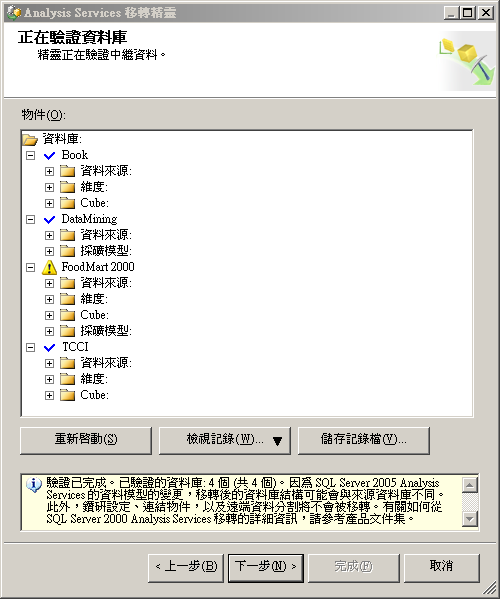 Analysis Services 移轉精靈
正在驗證資料庫
精靈正在驗證中繼資料。
物件(O):
資料庫:
Book
資料來源:
維度:
Cube:
DataMining
資料來源:
採礦模型:
FoodMart 2000
資料來源:
維度:
Cube:
採礦模型:
TCCI
資料來源:
維度:
Cube:
重新啟動(S)
檢視記錄(W)...
儲存記錄檔(V)...
驗證已完成。已驗證的資料庫: 4 個 (共 4 個)。因為 SQL Server 2005 Analysis
Services 的資料模型的變更，移轉後的資料庫結構可能會與來源資料庫不同。
此外，鑽研設定、連結物件，以及遠端資料分割將不會被移轉。有關如何從
SQL Server 2000 Analysis Services 移轉的詳細資訊，請參考產品文件集。
< 上一步(B)
下一步(N) >
完成(F)
取消